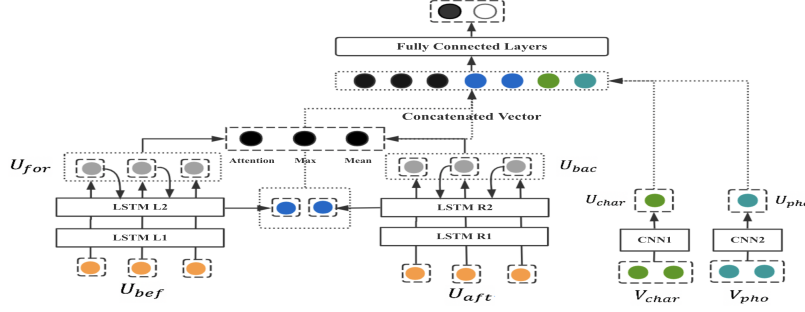 Fully Connected Layers
Concatenated Vector
Attention Max Mean
U_for
U_bac
LSTM L2
LSTM R2
LSTM L1
LSTM R1
U_bef
U_aft
U_char
U_pho
CNN1
CNN2
V_char
V_pho